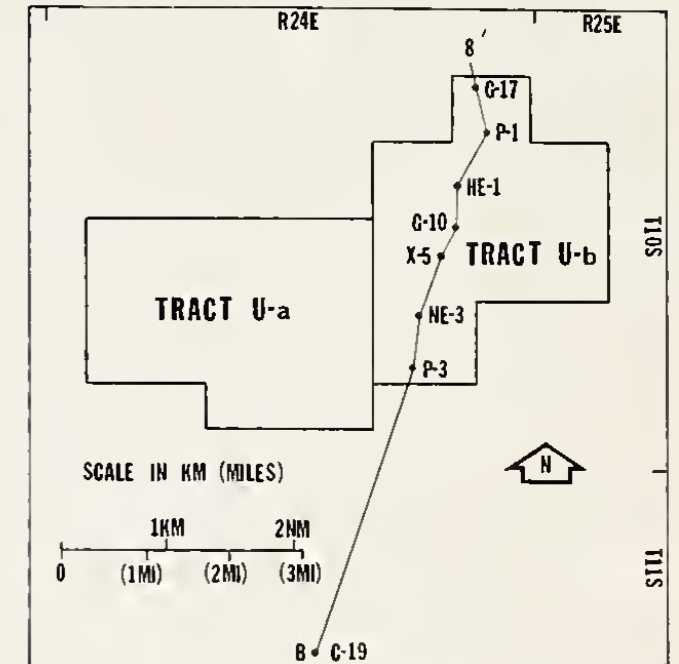 R24E
R25E
8'
G-17
P-1
HE-1
G-10
X-5
TRACT U-b
T10S
TRACT U-a
NE-3
P-3
SCALE IN KM (MILES)
N
1KM 2NM
0 (1MI) (2MI) (3MI)
T11S
B C-19